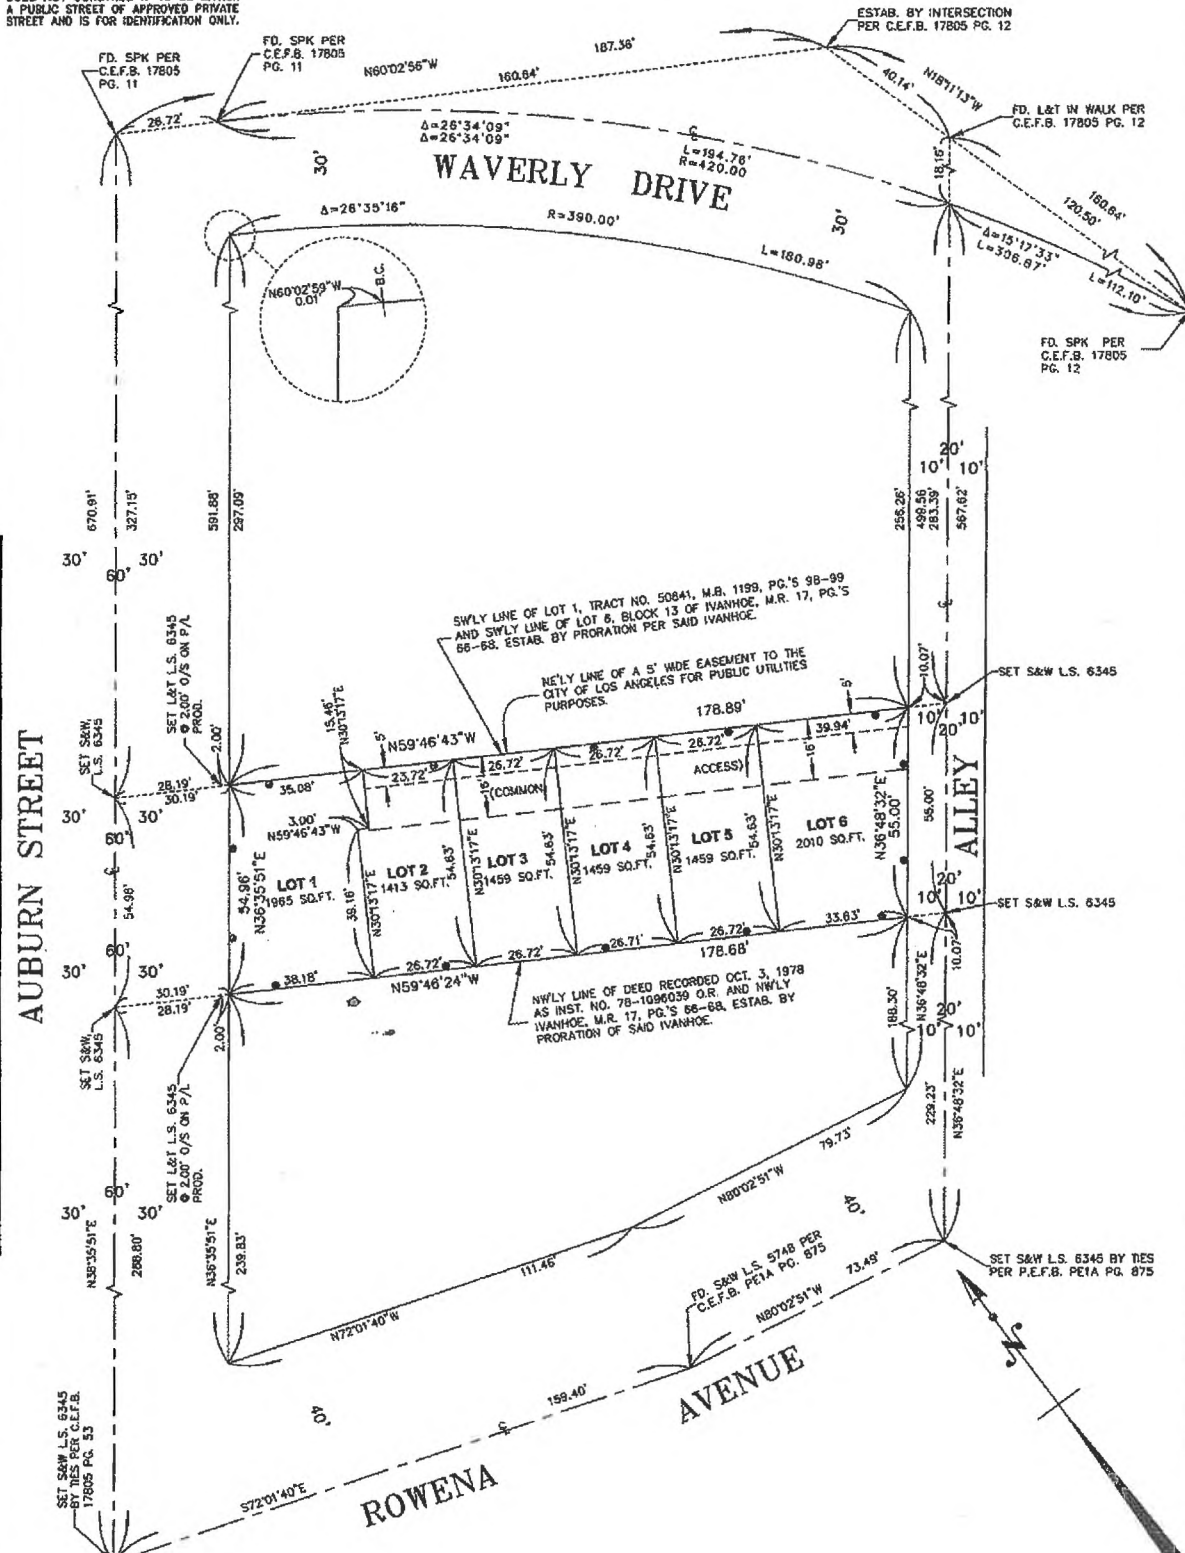 A PUBLIC STREET OF APPROVED PRIVATE
STREET AND IS FOR IDENTIFICATION ONLY.
FD. SPK PER
C.E.F.B. 17805
PG. 11
FD. SPK PER
C.E.F.B. 17805
PG. 11
ESTAB. BY INTERSECTION
PER C.E.F.B. 17805 PG. 12
N60°02'56"W
187.36'
160.64'
26.72'
40.14'
N18°11'13"W
FD. L&T IN WALK PER
C.E.F.B. 17805 PG. 12
Δ=26°34'09"
Δ=26°34'09"
℄
L=194.76'
R=420.00
30'
WAVERLY DRIVE
30'
18.16'
160.64'
120.50'
Δ=15°17'33"
L=306.87'
L=112.10'
Δ=26°35'16"
R=390.00'
L=180.98'
N60°02'59"W
0.01'
B.C.
FD. SPK PER
C.E.F.B. 17805
PG. 12
670.91'
327.15'
591.88'
297.09'
256.26'
499.56
283.39'
567.62'
20'
10' 10'
30' 30'
60'
℄
SW'LY LINE OF LOT 1, TRACT NO. 50641, M.B. 1199, PG.'S 98-99
AND SW'LY LINE OF LOT 6, BLOCK 13 OF IVANHOE, M.R. 17, PG.'S
66-68, ESTAB. BY PRORATION PER SAID IVANHOE.
NE'LY LINE OF A 5' WIDE EASEMENT TO THE
CITY OF LOS ANGELES FOR PUBLIC UTILITIES
PURPOSES.
SET L&T L.S. 6345
@ 2.00' O/S ON P/L
PROD.
SET S&W,
L.S. 6345
2.00'
15.46'
N30°13'17"E
5'
N59°46'43"W
178.89'
5'
10.07'
SET S&W L.S. 6345
28.19'
30.19'
35.08'
23.72'
26.72'
26.72'
26.72'
39.94'
10' 10'
20'
16'
(COMMON
ACCESS)
16'
3.00'
N59°46'43"W
30' 30'
60'
℄
AUBURN STREET
54.98'
54.96'
N36°35'51"E
LOT 1
1965 SQ.FT.
39.16'
N30°13'17"E
LOT 2
1413 SQ.FT.
54.63'
N30°13'17"E
LOT 3
1459 SQ.FT.
54.63'
N30°13'17"E
LOT 4
1459 SQ.FT.
54.63'
N30°13'17"E
LOT 5
1459 SQ.FT.
54.63'
N30°13'17"E
LOT 6
2010 SQ.FT.
N36°48'32"E
55.00'
55.00'
ALLEY
20'
10' 10'
SET S&W L.S. 6345
10.07'
60'
30' 30'
30.19'
28.19'
38.18'
26.72'
26.72'
26.71'
26.72'
33.63'
N59°46'24"W
178.68'
2.00'
SET S&W,
L.S. 6345
SET L&T L.S. 6345
@ 2.00' O/S ON P/L
PROD.
NW'LY LINE OF DEED RECORDED OCT. 3, 1978
AS INST. NO. 78-1096039 O.R. AND NW'LY
IVANHOE, M.R. 17, PG.'S 66-68, ESTAB. BY
PRORATION OF SAID IVANHOE.
188.30'
N36°48'32"E
20'
10' 10'
229.23'
N36°48'32"E
60'
30' 30'
N36°35'51"E
268.80'
N36°35'51"E
239.83'
79.73'
N80°02'51"W
40'
111.46'
N72°01'40"W
FD. S&W L.S. 5748 PER
C.E.F.B. PE1A PG. 875
73.49'
N80°02'51"W
SET S&W L.S. 6345 BY TIES
PER P.E.F.B. PE1A PG. 875
SET S&W L.S. 6345
BY TIES PER C.E.F.B.
17805 PG. 53
40'
159.40'
℄
S72°01'40"E
ROWENA AVENUE
N